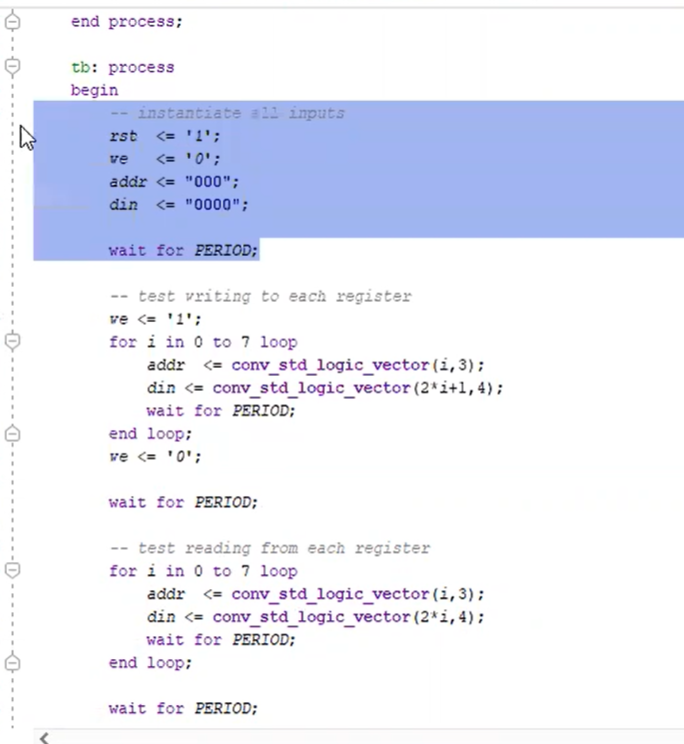 end process;
tb: process
begin
-- instantiate all inputs
rst <= '1';
we <= '0';
addr <= "000";
din <= "0000";
wait for PERIOD;
-- test writing to each register
we <= '1';
for i in 0 to 7 loop
addr <= conv_std_logic_vector(i,3);
din <= conv_std_logic_vector(2*i+1,4);
wait for PERIOD;
end loop;
we <= '0';
wait for PERIOD;
-- test reading from each register
for i in 0 to 7 loop
addr <= conv_std_logic_vector(i,3);
din <= conv_std_logic_vector(2*i,4);
wait for PERIOD;
end loop;
wait for PERIOD;